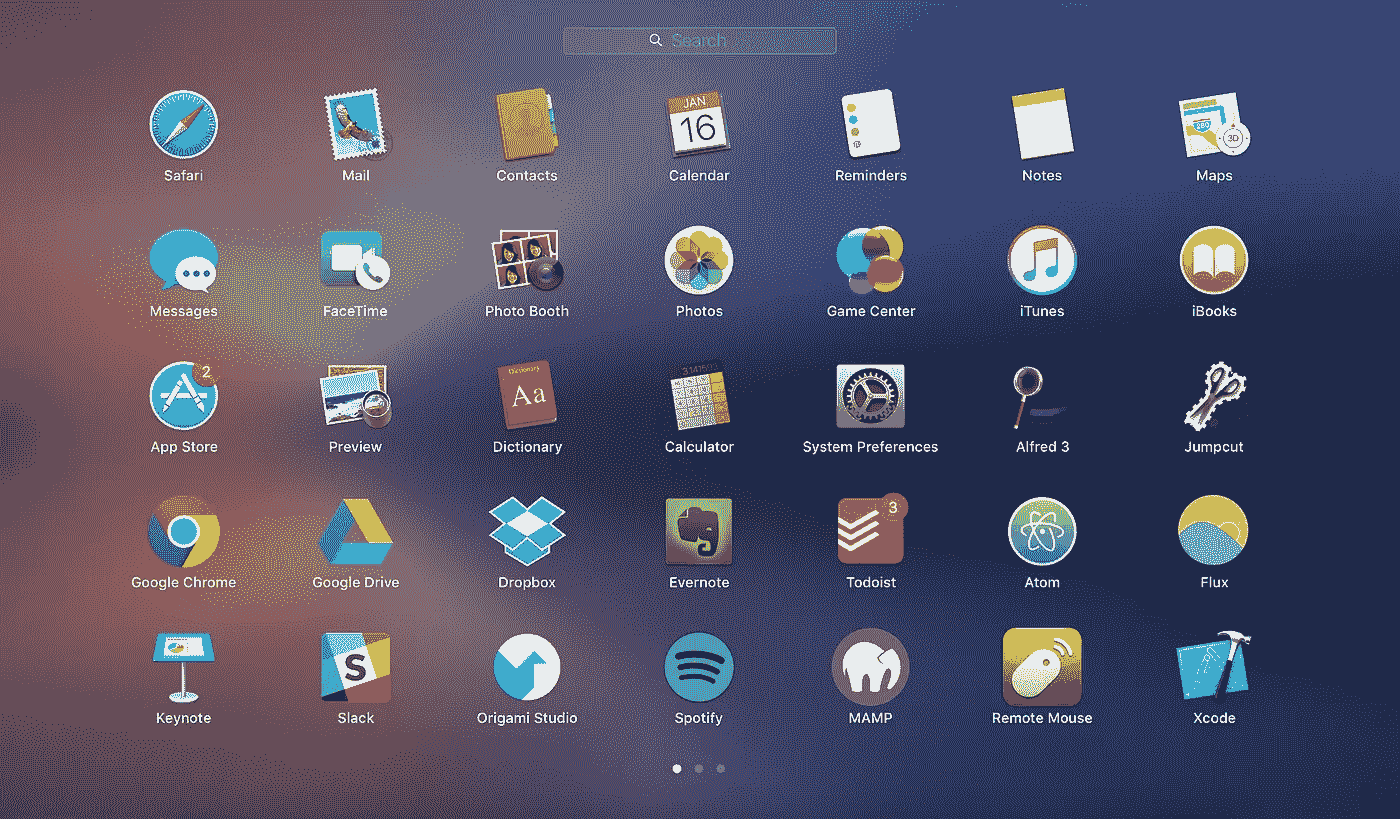 Search
JAN
16
280
3D
Safari
Mail
Contacts
Calendar
Reminders
Notes
Maps
Messages
FaceTime
Photo Booth
Photos
Game Center
iTunes
iBooks
2
Dictionary
Aa
App Store
Preview
Dictionary
Calculator
System Preferences
Alfred 3
Jumpcut
3
Google Chrome
Google Drive
Dropbox
Evernote
Todoist
Atom
Flux
S
Keynote
Slack
Origami Studio
Spotify
MAMP
Remote Mouse
Xcode